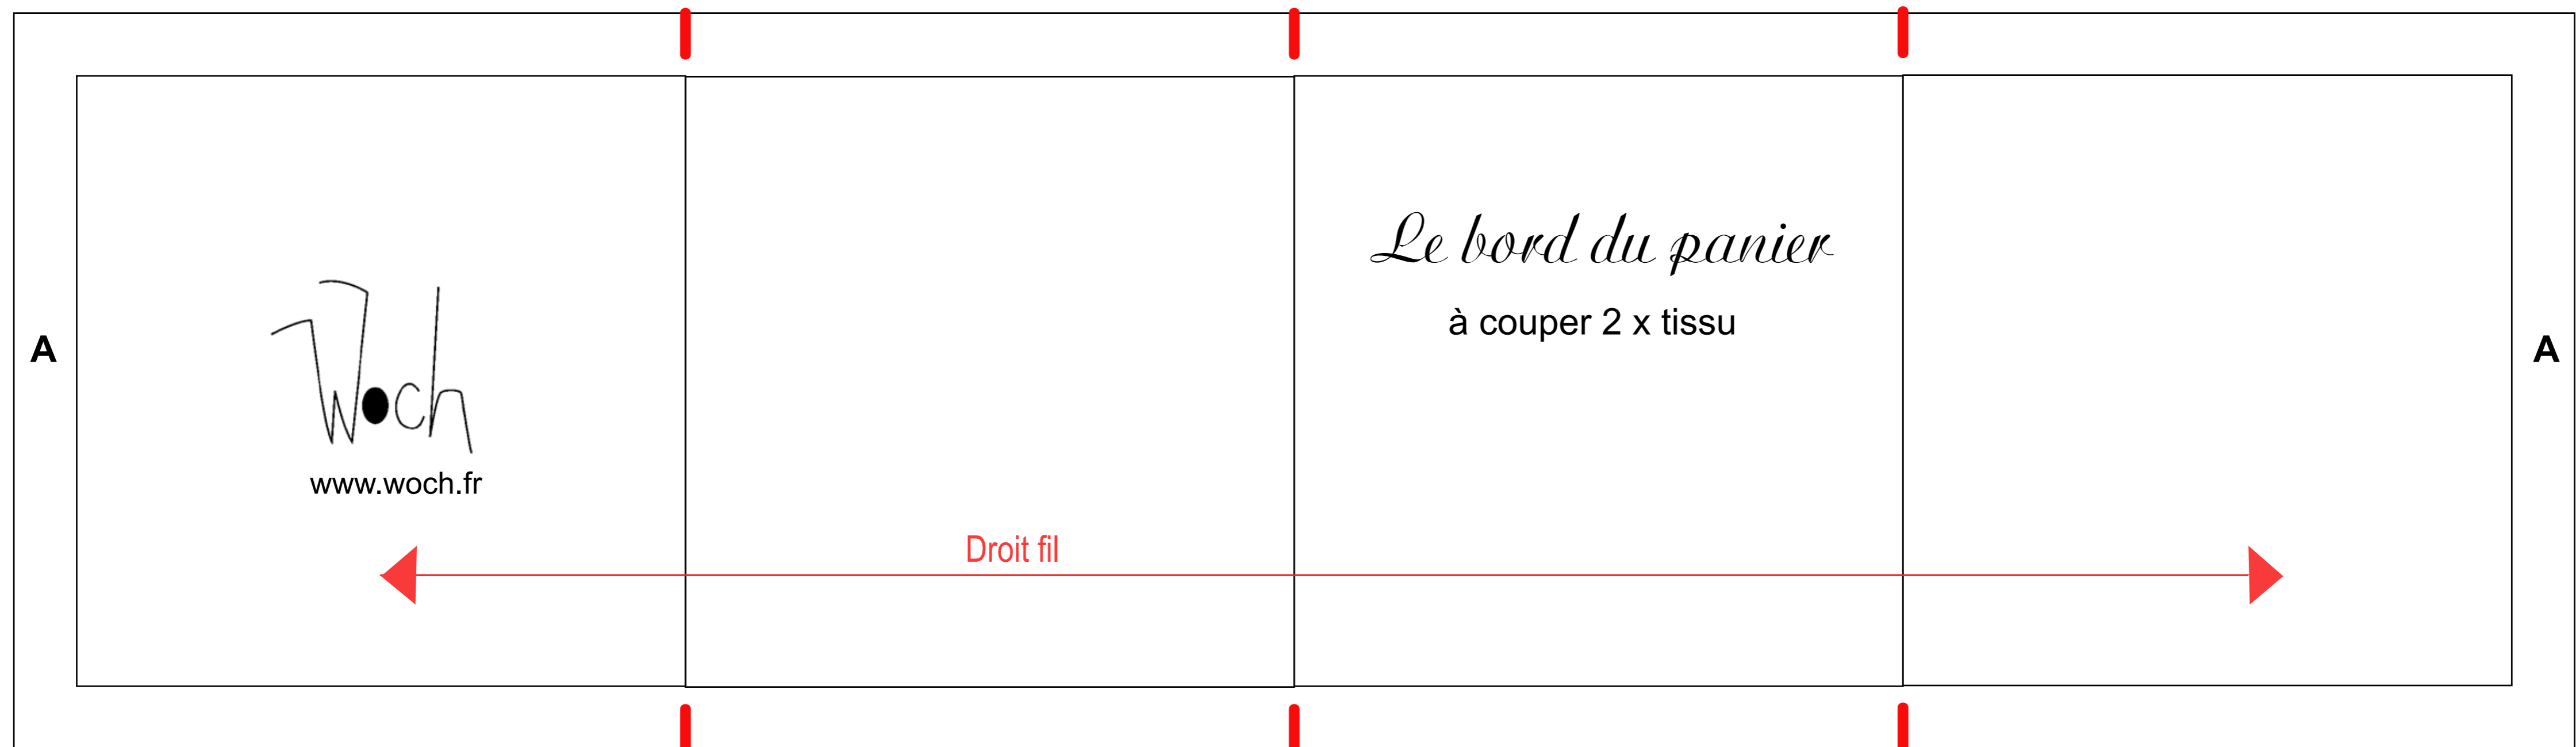 Le bord du panier
à couper 2 x tissu
A
A
Woch
www.woch.fr
Droit fil